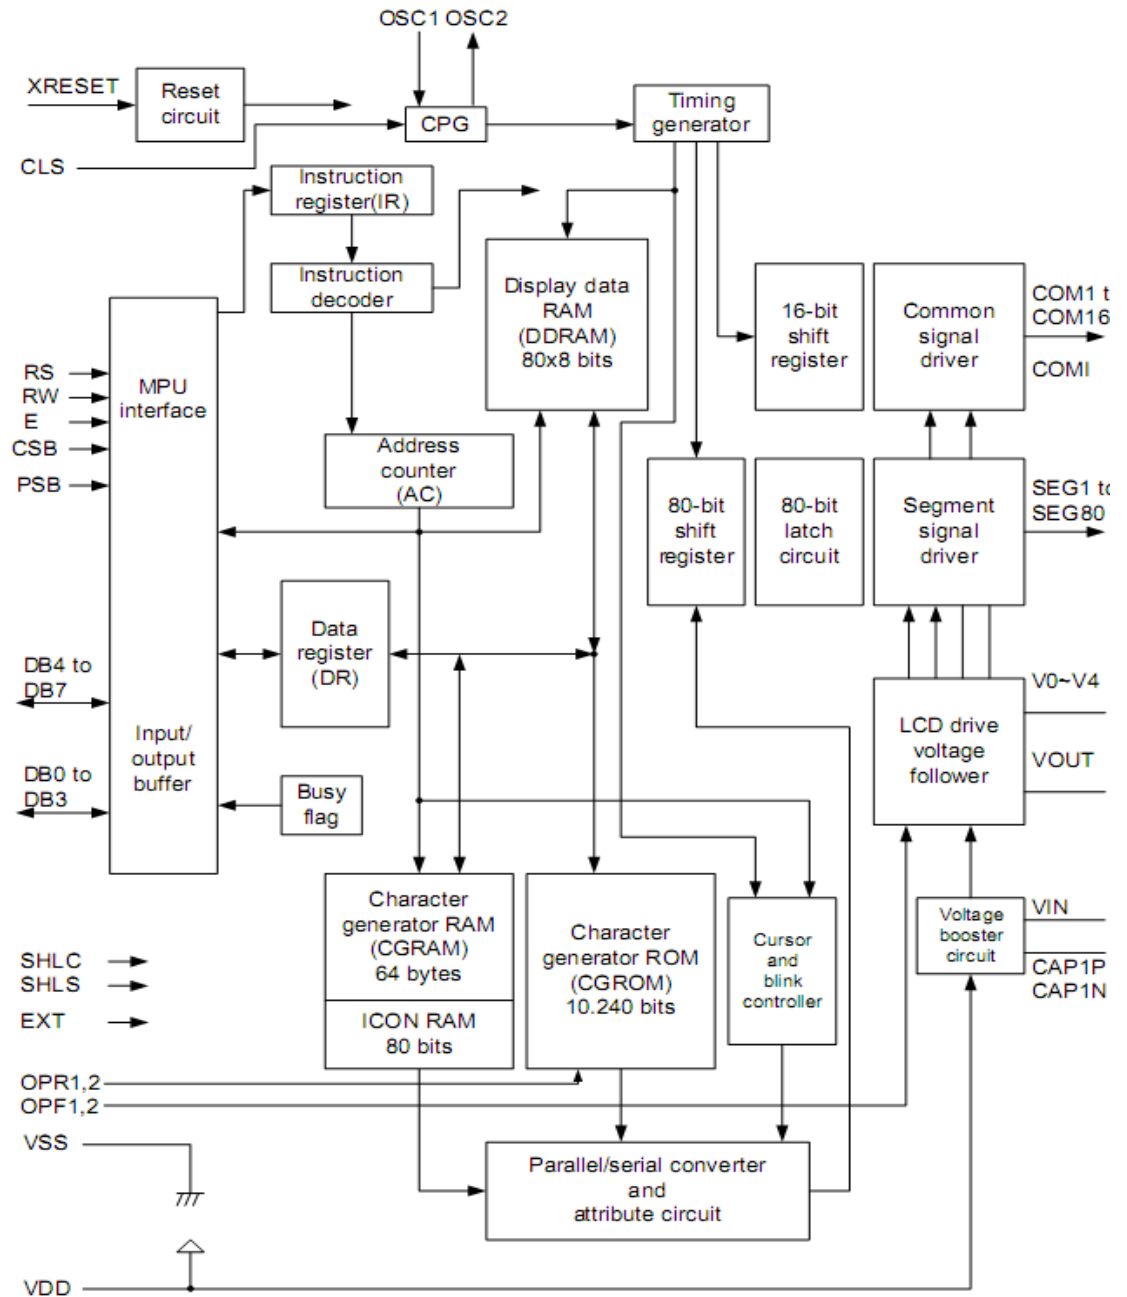 OSC1 OSC2
XRESET
Reset
circuit
CPG
Timing
generator
CLS
Instruction
register(IR)
Instruction
decoder
Display data
RAM
(DDRAM)
80x8 bits
16-bit
shift
register
Common
signal
driver
COM1 t
COM16
COMI
RS
RW
E
CSB
PSB
MPU
interface
Address
counter
(AC)
80-bit
shift
register
80-bit
latch
circuit
Segment
signal
driver
SEG1 to
SEG80
Data
register
(DR)
DB4 to
DB7
Input/
output
buffer
DB0 to
DB3
Busy
flag
LCD drive
voltage
follower
V0~V4
VOUT
Character
generator RAM
(CGRAM)
64 bytes
ICON RAM
80 bits
Character
generator ROM
(CGROM)
10.240 bits
Cursor
and
blink
controller
Voltage
booster
circuit
VIN
CAP1P
CAP1N
SHLC
SHLS
EXT
OPR1,2
OPF1,2
VSS
Parallel/serial converter
and
attribute circuit
VDD